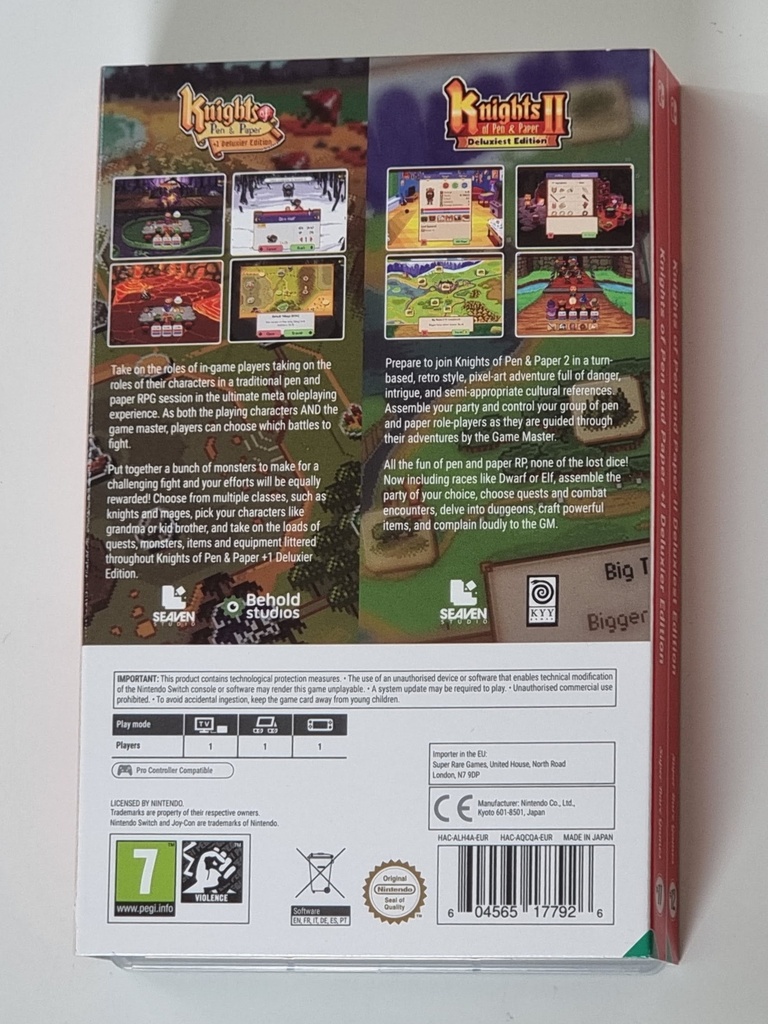 Knights of
Pen & Paper
+1 Deluxier Edition
Take on the roles of in-game players taking on the
roles of their characters in a traditional pen and
paper RPG session in the ultimate meta roleplaying
experience. As both the playing characters AND the
game master, players can choose which battles to
fight.
Put together a bunch of monsters to make for a
challenging fight and your efforts will be equally
rewarded! Choose from multiple classes, such as
knights and mages, pick your characters like
grandma or kid brother, and take on the loads of
quests, monsters, items and equipment littered
throughout Knights of Pen & Paper +1 Deluxier
Edition.
SEAVEN
STUDIO
Behold
studios
Knights II
of Pen & Paper
Deluxiest Edition
Prepare to join Knights of Pen & Paper 2 in a turn-
based, retro style, pixel-art adventure full of danger,
intrigue, and semi-appropriate cultural references.
Assemble your party and control your group of pen
and paper role-players as they are guided through
their adventures by the Game Master.
All the fun of pen and paper RP, none of the lost dice!
Now including races like Dwarf or Elf, assemble the
party of your choice, choose quests and combat
encounters, delve into dungeons, craft powerful
items, and complain loudly to the GM.
Big T
Bigger
SEAVEN
STUDIO
KYY
GAMES
IMPORTANT: This product contains technological protection measures. • The use of an unauthorised device or software that enables technical modification
of the Nintendo Switch console or software may render this game unplayable. • A system update may be required to play. • Unauthorised commercial use
prohibited. • To avoid accidental ingestion, keep the game card away from young children.
Play mode TV
Players 1 1 1
Pro Controller Compatible
LICENSED BY NINTENDO.
Trademarks are property of their respective owners.
Nintendo Switch and Joy-Con are trademarks of Nintendo.
Importer in the EU:
Super Rare Games, United House, North Road
London, N7 9DP
CE Manufacturer: Nintendo Co., Ltd.,
Kyoto 601-8501, Japan
HAC-ALH4A-EUR HAC-AQCQA-EUR MADE IN JAPAN
7
www.pegi.info
VIOLENCE
Software
EN, FR, IT, DE, ES, PT
Original
Nintendo
Seal of
Quality
6 04565 17792 6
Knights of Pen and Paper +1 Deluxier Edition
Knights of Pen and Paper II Deluxiest Edition
Super Rare Games
Super Rare Games